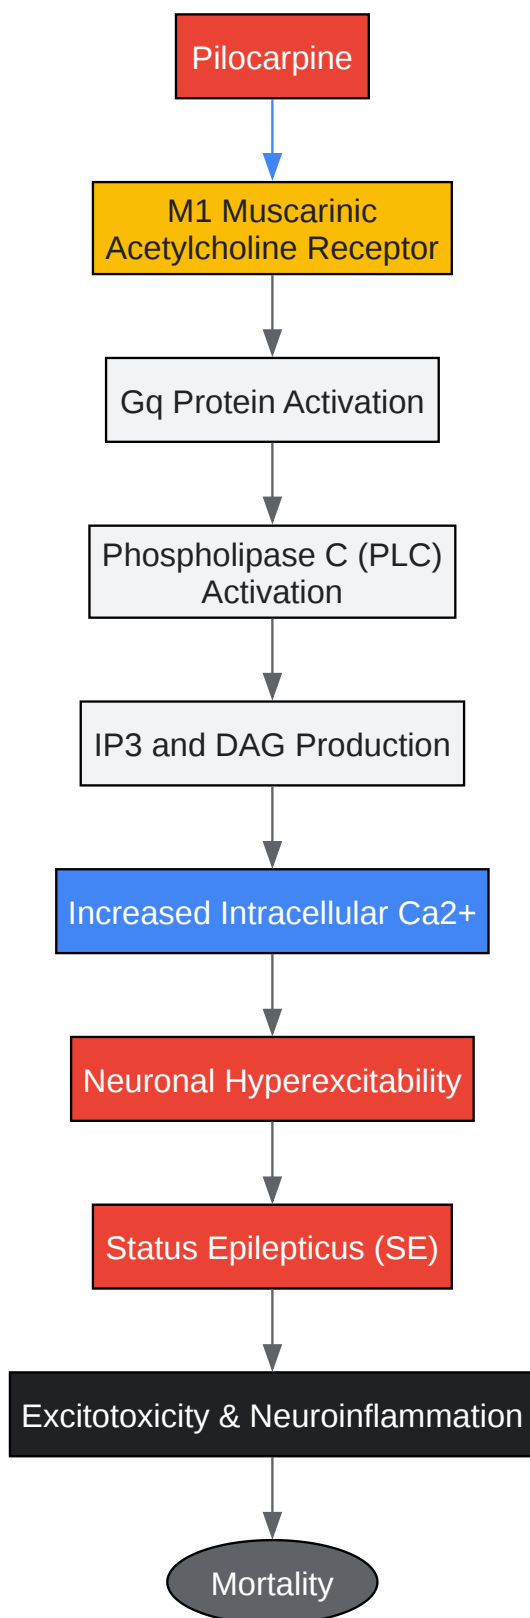 Pilocarpine
M1 Muscarinic
Acetylcholine Receptor
Gq Protein Activation
Phospholipase C (PLC)
Activation
IP3 and DAG Production
Increased Intracellular Ca2+
Neuronal Hyperexcitability
Status Epilepticus (SE)
Excitotoxicity & Neuroinflammation
Mortality